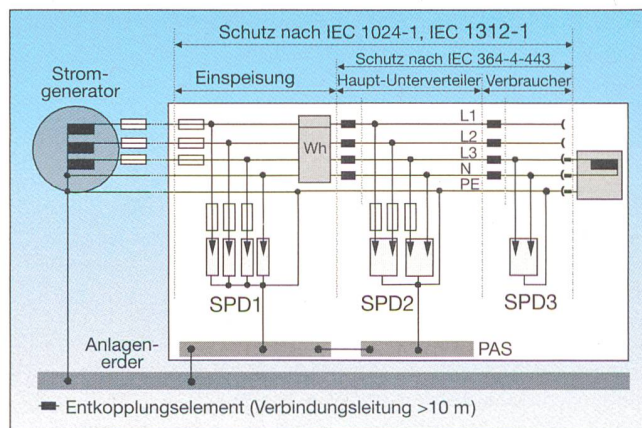 Schutz nach IEC 1024-1, IEC 1312-1
Schutz nach IEC 364-4-443
Strom-
generator
Einspeisung
Haupt-Unterverteiler
Verbraucher
L1
L2
L3
N
PE
Wh
SPD1
SPD2
SPD3
Anlagen-
erder
PAS
Entkopplungselement (Verbindungsleitung >10 m)